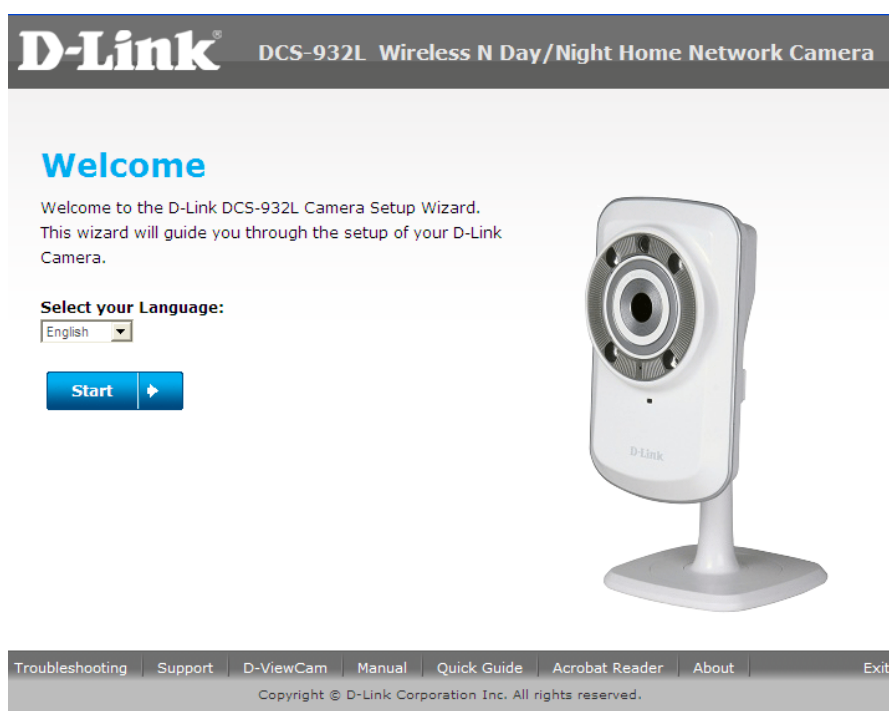 D-Link®
DCS-932L Wireless N Day/Night Home Network Camera
Welcome
Welcome to the D-Link DCS-932L Camera Setup Wizard.
This wizard will guide you through the setup of your D-Link
Camera.
Select your Language:
English
Start
D-Link
Troubleshooting Support D-ViewCam Manual Quick Guide Acrobat Reader About Exit
Copyright © D-Link Corporation Inc. All rights reserved.